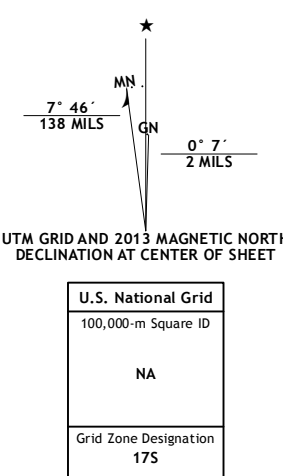 ★
MN
7° 46´
138 MILS
GN
0° 7´
2 MILS
UTM GRID AND 2013 MAGNETIC NORTH
DECLINATION AT CENTER OF SHEET
U.S. National Grid
100,000-m Square ID
NA
Grid Zone Designation
17S